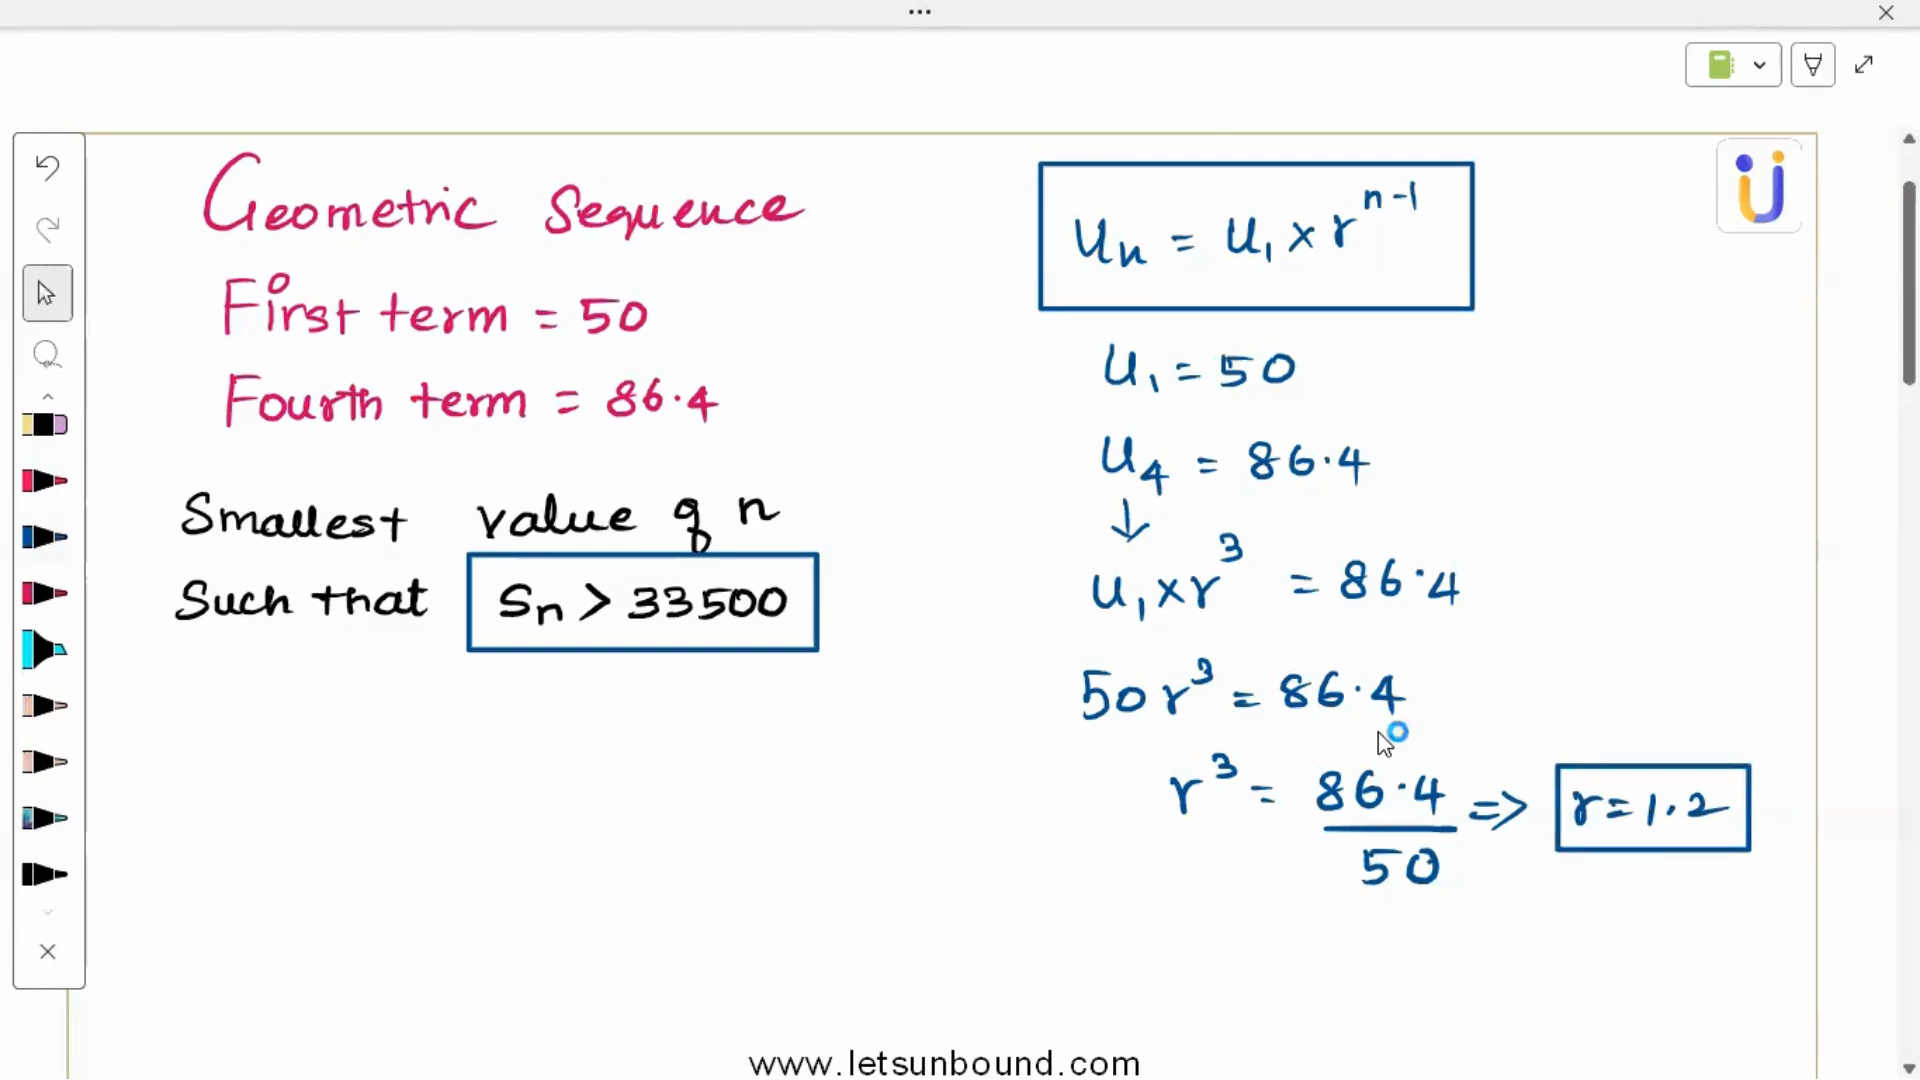 Geometric Sequence
First term = 50
Fourth term = 86.4
Smallest value of n
Such that Sn > 33500
un = u1 × r^n-1
u1 = 50
u4 = 86.4
↓
u1 × r^3 = 86.4
50 r^3 = 86.4
r^3 = 86.4/50 => r = 1.2
www.letsunbound.com